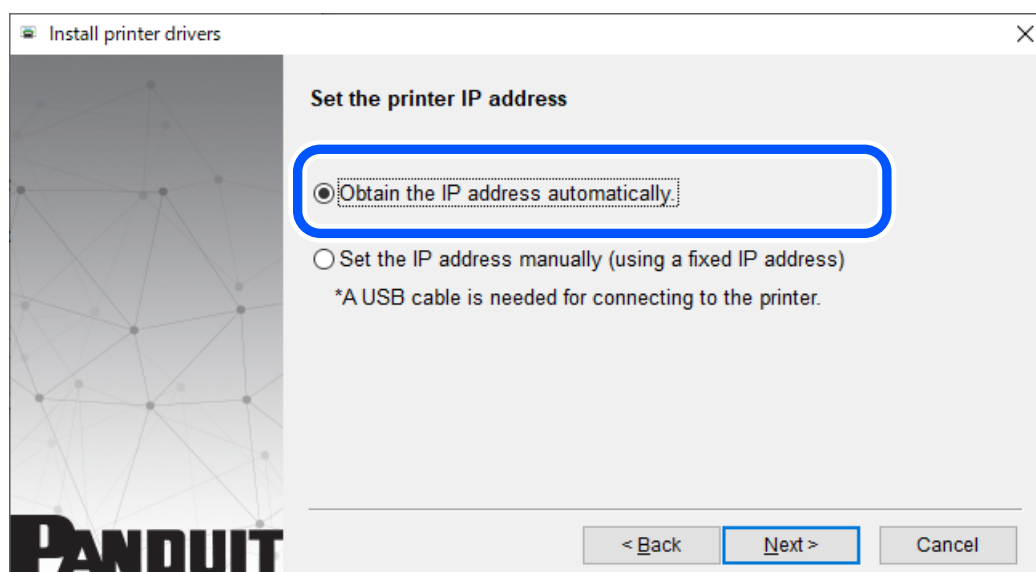 Install printer drivers
Set the printer IP address
Obtain the IP address automatically.
Set the IP address manually (using a fixed IP address)
*A USB cable is needed for connecting to the printer.
PANDUIT
< Back
Next >
Cancel